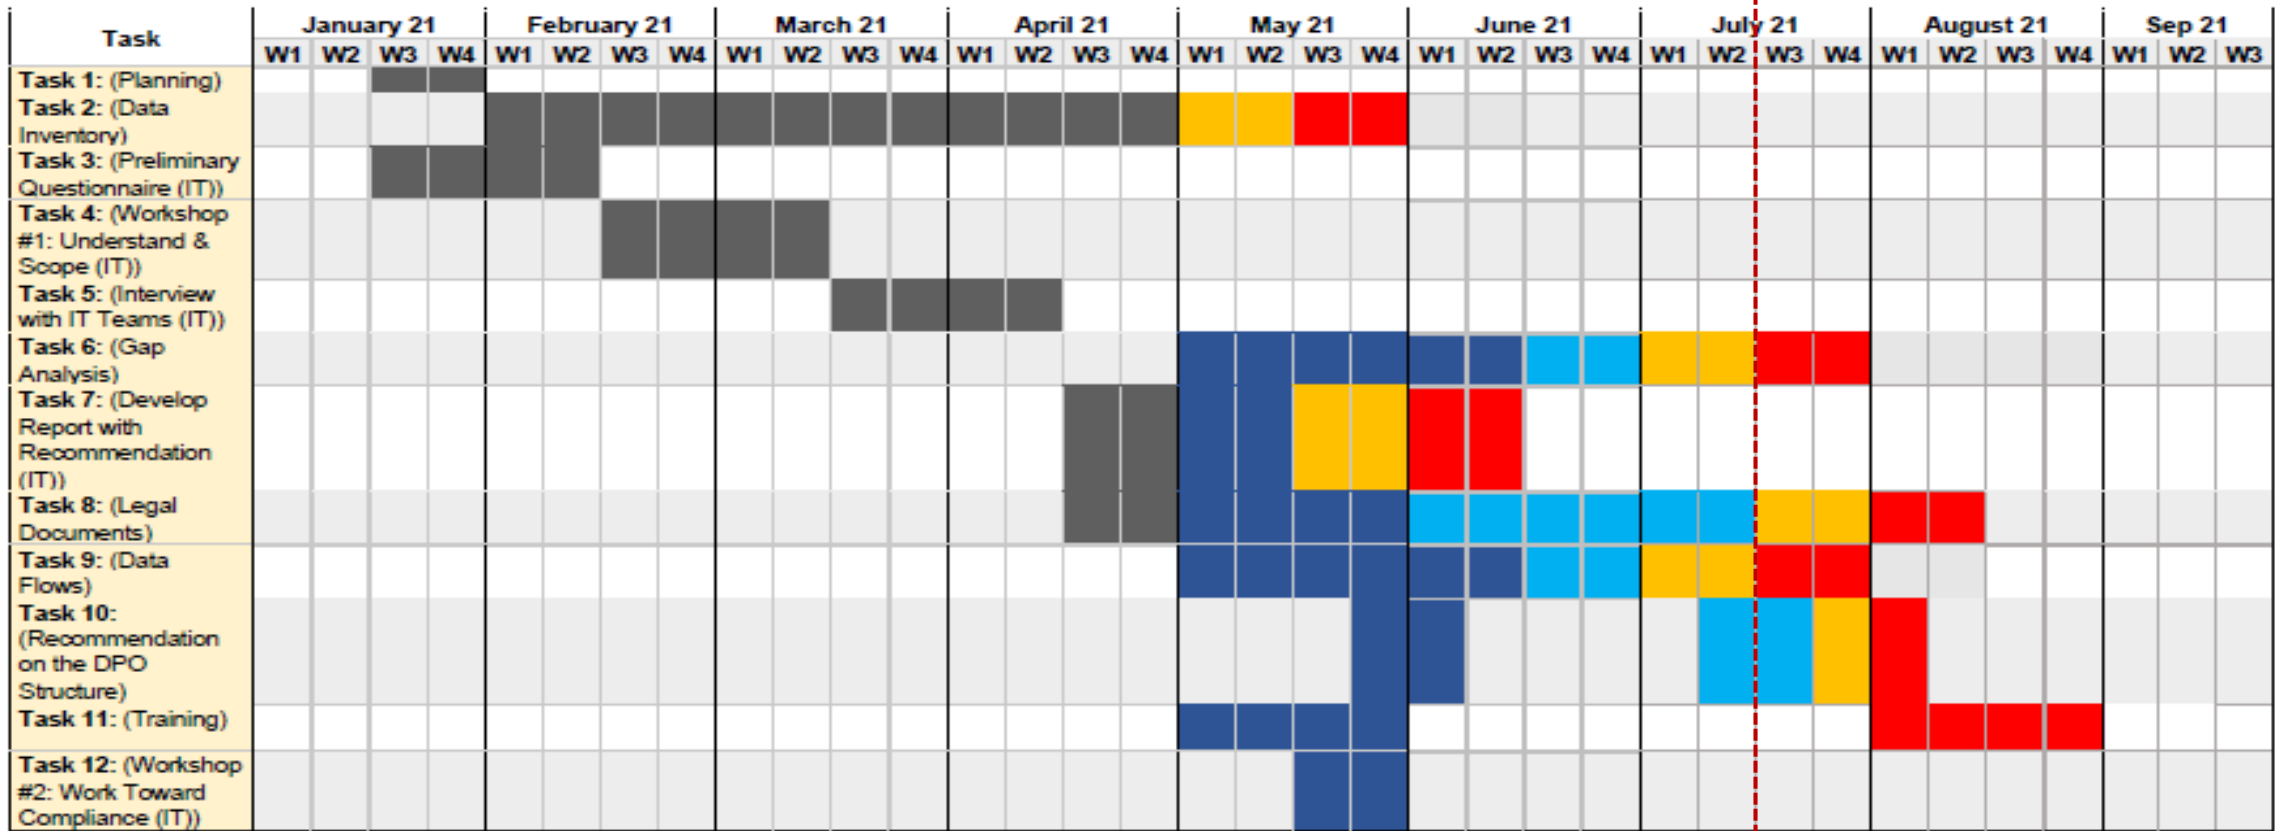 Task January 21 February 21 March 21 April 21 May 21 June 21 July 21 August 21 Sep 21
W1 W2 W3 W4 W1 W2 W3 W4 W1 W2 W3 W4 W1 W2 W3 W4 W1 W2 W3 W4 W1 W2 W3 W4 W1 W2 W3 W4 W1 W2 W3 W4 W1 W2 W3
Task 1: (Planning)
Task 2: (Data
Inventory)
Task 3: (Preliminary
Questionnaire (IT))
Task 4: (Workshop
#1: Understand &
Scope (IT))
Task 5: (Interview
with IT Teams (IT))
Task 6: (Gap
Analysis)
Task 7: (Develop
Report with
Recommendation
(IT))
Task 8: (Legal
Documents)
Task 9: (Data
Flows)
Task 10:
(Recommendation
on the DPO
Structure)
Task 11: (Training)
Task 12: (Workshop
#2: Work Toward
Compliance (IT))